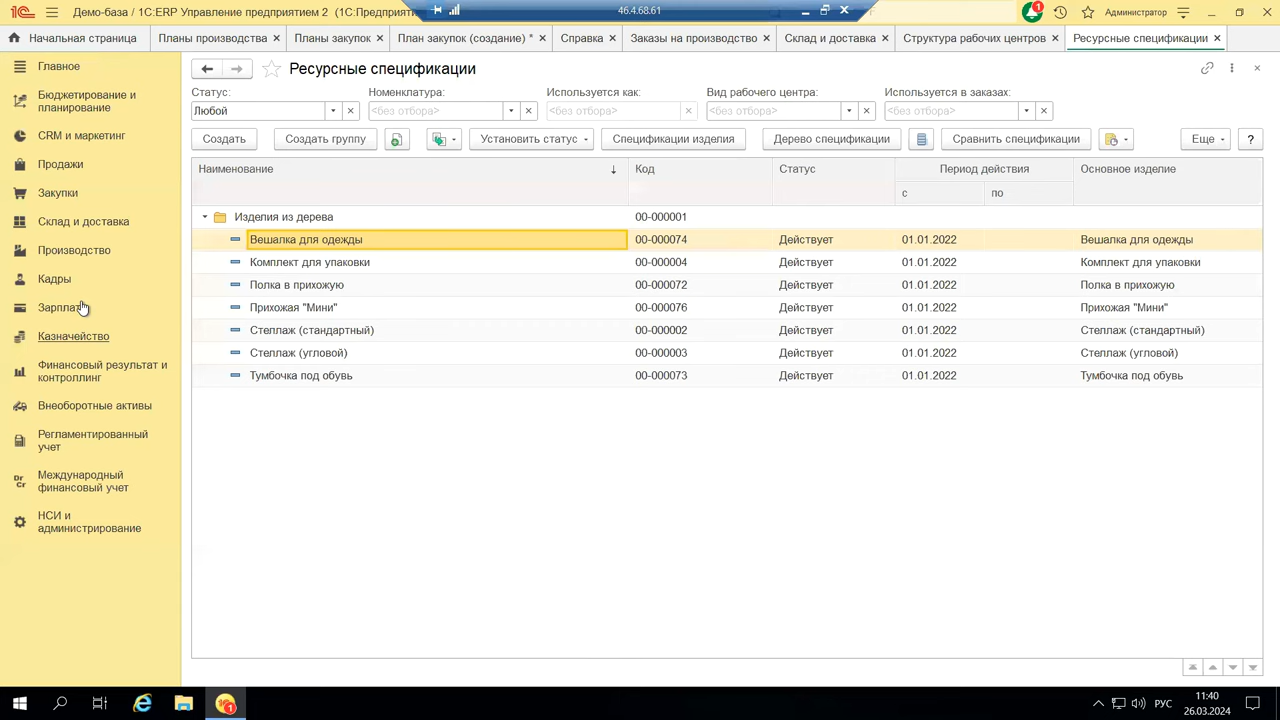 Демо-база / 1С:ERP Управление предприятием 2 (1С:Предприяти
46.4.68.61
1
Администратор
Начальная страница
Планы производства
Планы закупок
План закупок (создание) *
Справка
Заказы на производство
Склад и доставка
Структура рабочих центров
Ресурсные спецификации
Главное
Бюджетирование и
планирование
CRM и маркетинг
Продажи
Закупки
Склад и доставка
Производство
Кадры
Зарплат
Казначейство
Финансовый результат и
контроллинг
Внеоборотные активы
Регламентированный
учет
Dr
Cr
Международный
финансовый учет
НСИ и
администрирование
Ресурсные спецификации
Статус: Номенклатура: Используется как: Вид рабочего центра: Используется в заказах:
Любой <без отбора> <без отбора> <без отбора> <без отбора>
Создать Создать группу Установить статус Спецификации изделия Дерево спецификации Сравнить спецификации Еще ?
Наименование Код Статус Период действия Основное изделие
с по
Изделия из дерева 00-000001
Вешалка для одежды 00-000074 Действует 01.01.2022 Вешалка для одежды
Комплект для упаковки 00-000004 Действует 01.01.2022 Комплект для упаковки
Полка в прихожую 00-000072 Действует 01.01.2022 Полка в прихожую
Прихожая "Мини" 00-000076 Действует 01.01.2022 Прихожая "Мини"
Стеллаж (стандартный) 00-000002 Действует 01.01.2022 Стеллаж (стандартный)
Стеллаж (угловой) 00-000003 Действует 01.01.2022 Стеллаж (угловой)
Тумбочка под обувь 00-000073 Действует 01.01.2022 Тумбочка под обувь
1
РУС
11:40
26.03.2024